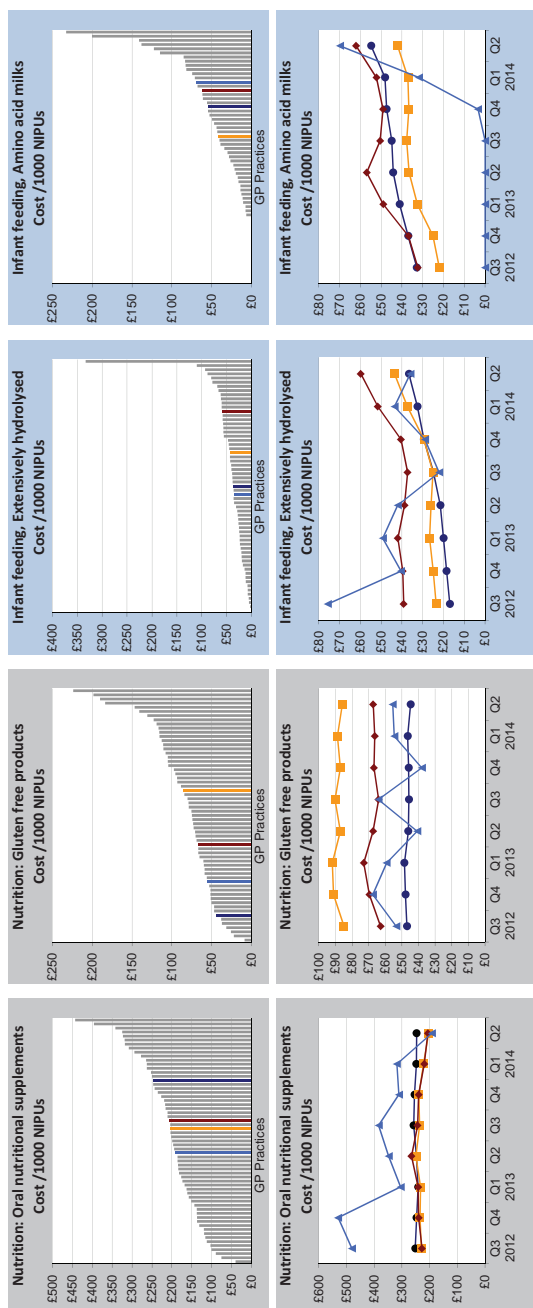 Nutrition: Oral nutritional supplements
Cost /1000 NIPUs
£500
£450
£400
£350
£300
£250
£200
£150
£100
£50
£0
GP Practices
Nutrition: Gluten free products
Cost /1000 NIPUs
£250
£200
£150
£100
£50
£0
GP Practices
Infant feeding, Extensively hydrolysed
Cost /1000 NIPUs
£400
£350
£300
£250
£200
£150
£100
£50
£0
GP Practices
Infant feeding, Amino acid milks
Cost /1000 NIPUs
£250
£200
£150
£100
£50
£0
GP Practices
Nutrition: Oral nutritional supplements
Cost /1000 NIPUs
£600
£500
£400
£300
£200
£100
£0
Q3 Q4 Q1 Q2 Q3 Q4 Q1 Q2
2012 2013 2014
Nutrition: Gluten free products
Cost /1000 NIPUs
£100
£90
£80
£70
£60
£50
£40
£30
£20
£10
£0
Q3 Q4 Q1 Q2 Q3 Q4 Q1 Q2
2012 2013 2014
Infant feeding, Extensively hydrolysed
Cost /1000 NIPUs
£80
£70
£60
£50
£40
£30
£20
£10
£0
Q3 Q4 Q1 Q2 Q3 Q4 Q1 Q2
2012 2013 2014
Infant feeding, Amino acid milks
Cost /1000 NIPUs
£80
£70
£60
£50
£40
£30
£20
£10
£0
Q3 Q4 Q1 Q2 Q3 Q4 Q1 Q2
2012 2013 2014